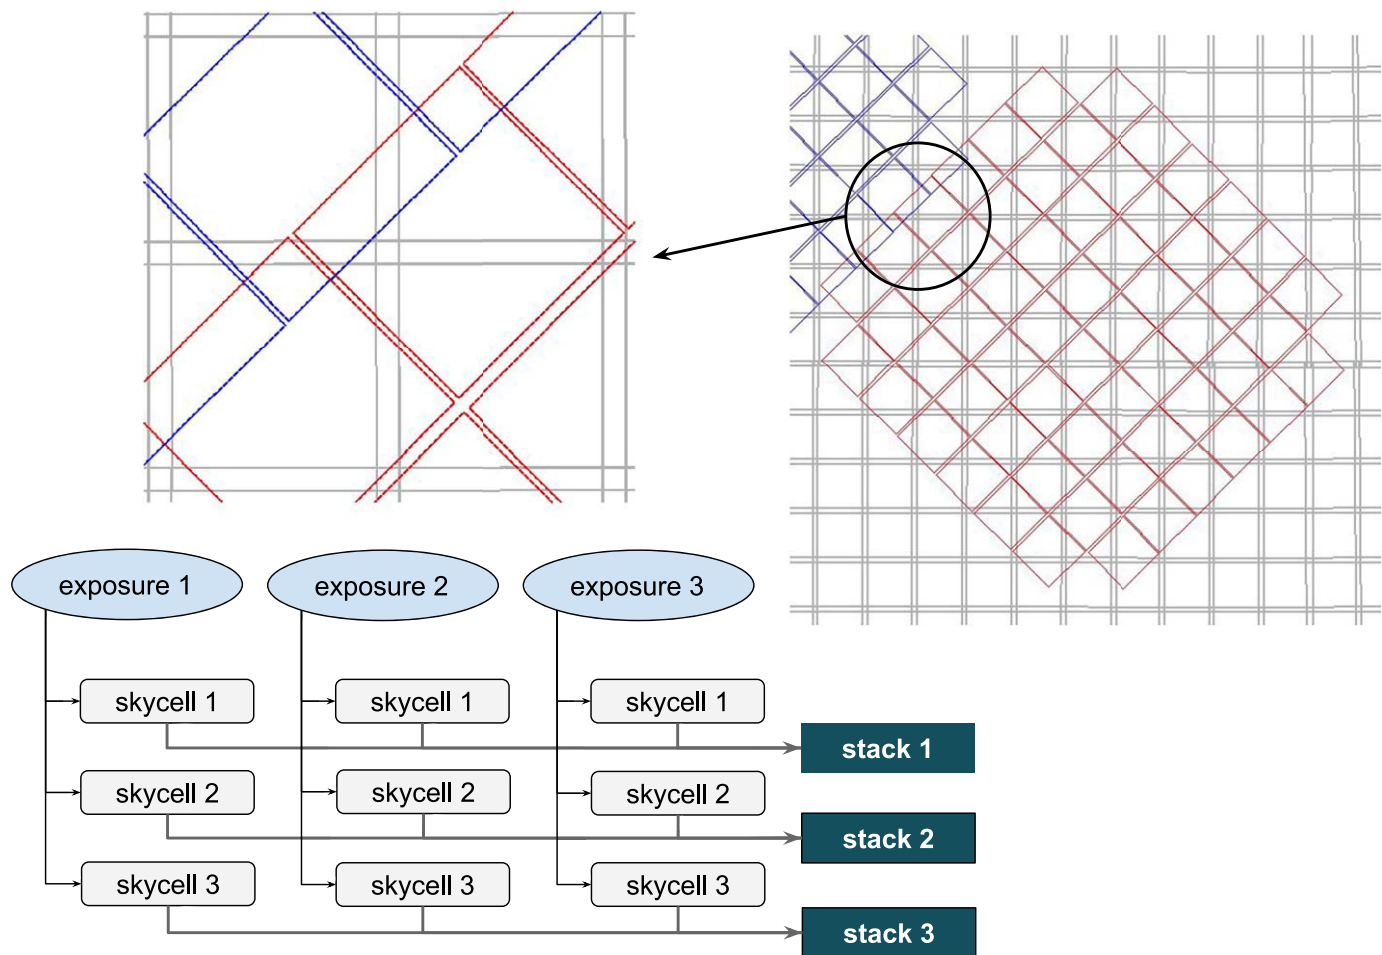 exposure 1
exposure 2
exposure 3
skycell 1
skycell 1
skycell 1
stack 1
skycell 2
skycell 2
skycell 2
stack 2
skycell 3
skycell 3
skycell 3
stack 3